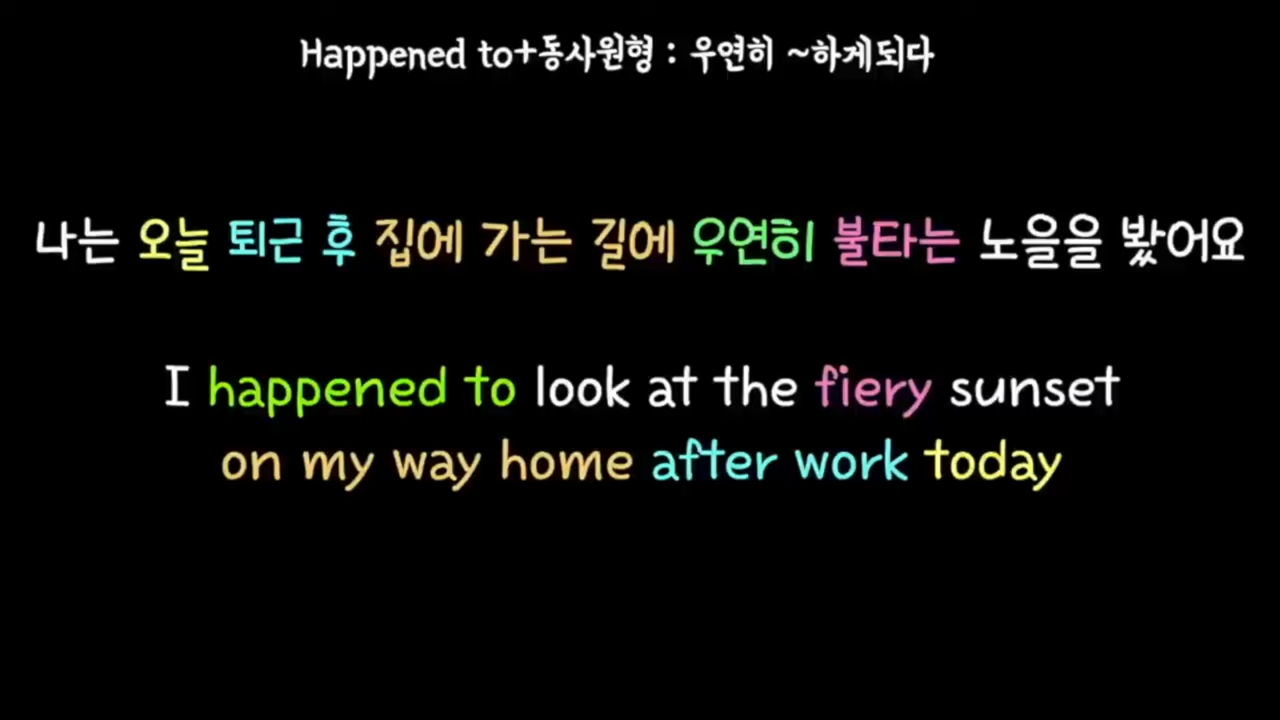 Happened to+동사원형 : 우연히 ~하게되다
나는 오늘 퇴근 후 집에 가는 길에 우연히 불타는 노을을 봤어요
I happened to look at the fiery sunset
on my way home after work today